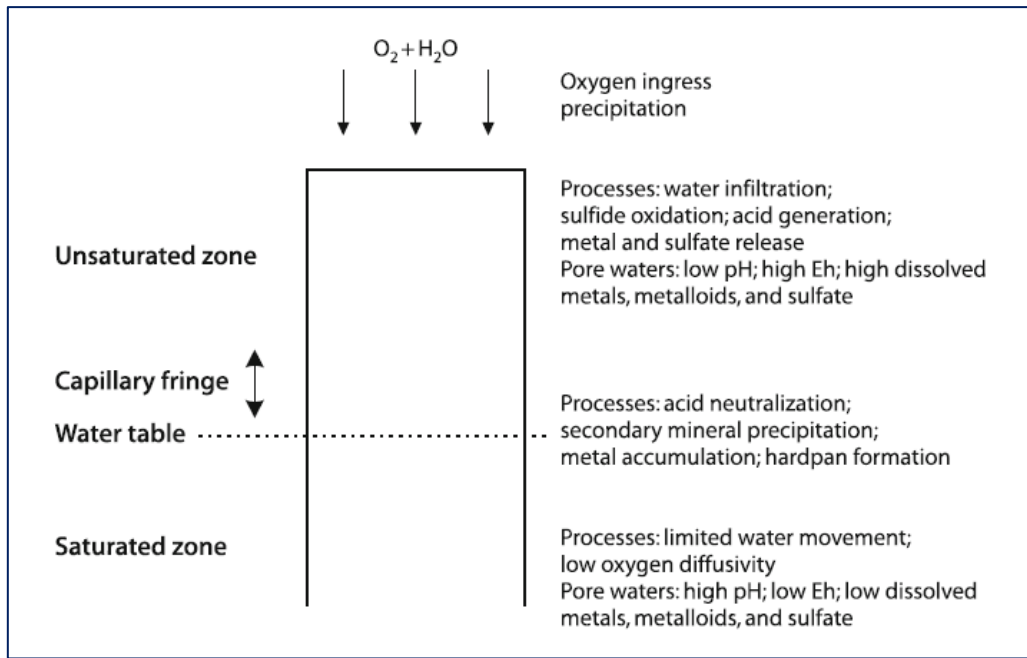 O₂+H₂O
Oxygen ingress
precipitation
Unsaturated zone
Processes: water infiltration;
sulfide oxidation; acid generation;
metal and sulfate release
Pore waters: low pH; high Eh; high dissolved
metals, metalloids, and sulfate
Capillary fringe
Water table
Processes: acid neutralization;
secondary mineral precipitation;
metal accumulation; hardpan formation
Saturated zone
Processes: limited water movement;
low oxygen diffusivity
Pore waters: high pH; low Eh; low dissolved
metals, metalloids, and sulfate